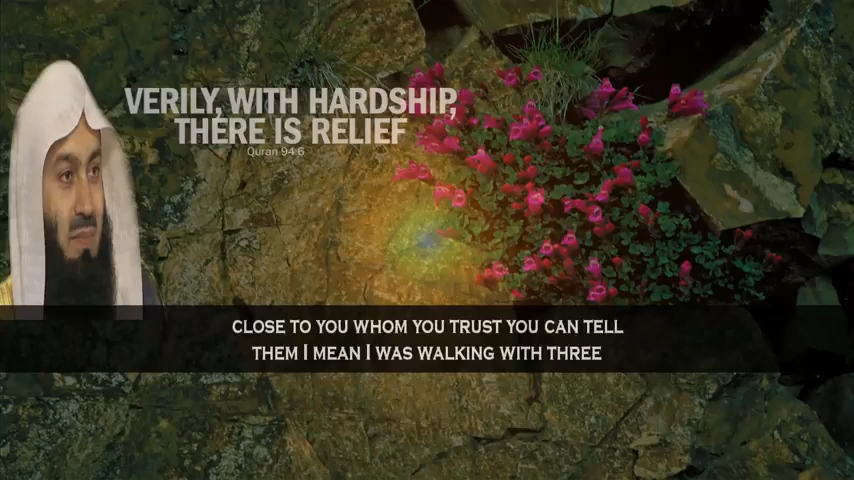 VERILY, WITH HARDSHIP,
THERE IS RELIEF
Quran 94:6
CLOSE TO YOU WHOM YOU TRUST YOU CAN TELL
THEM I MEAN I WAS WALKING WITH THREE